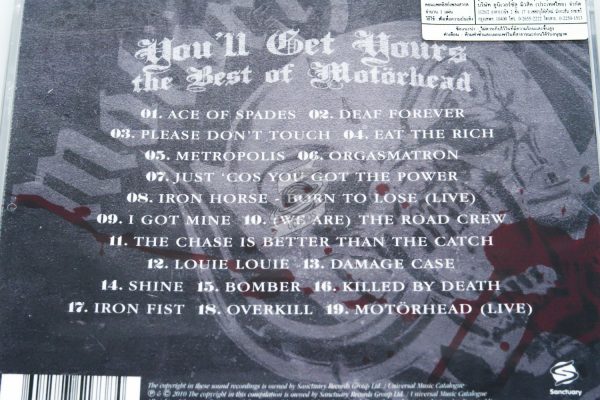 You'll Get Yours
the Best of Motörhead
01. ACE OF SPADES 02. DEAF FOREVER
03. PLEASE DON'T TOUCH 04. EAT THE RICH
05. METROPOLIS 06. ORGASMATRON
07. JUST 'COS YOU GOT THE POWER
08. IRON HORSE - BORN TO LOSE (LIVE)
09. I GOT MINE 10. (WE ARE) THE ROAD CREW
11. THE CHASE IS BETTER THAN THE CATCH
12. LOUIE LOUIE 13. DAMAGE CASE
14. SHINE 15. BOMBER 16. KILLED BY DEATH
17. IRON FIST 18. OVERKILL 19. MOTÖRHEAD (LIVE)
The copyright in these sound recordings is owned by Sanctuary Records Group Ltd. / Universal Music Catalogue
℗ & © 2010 The copyright in this compilation is owned by Sanctuary Records Group Ltd. / Universal Music Catalogue
Sanctuary